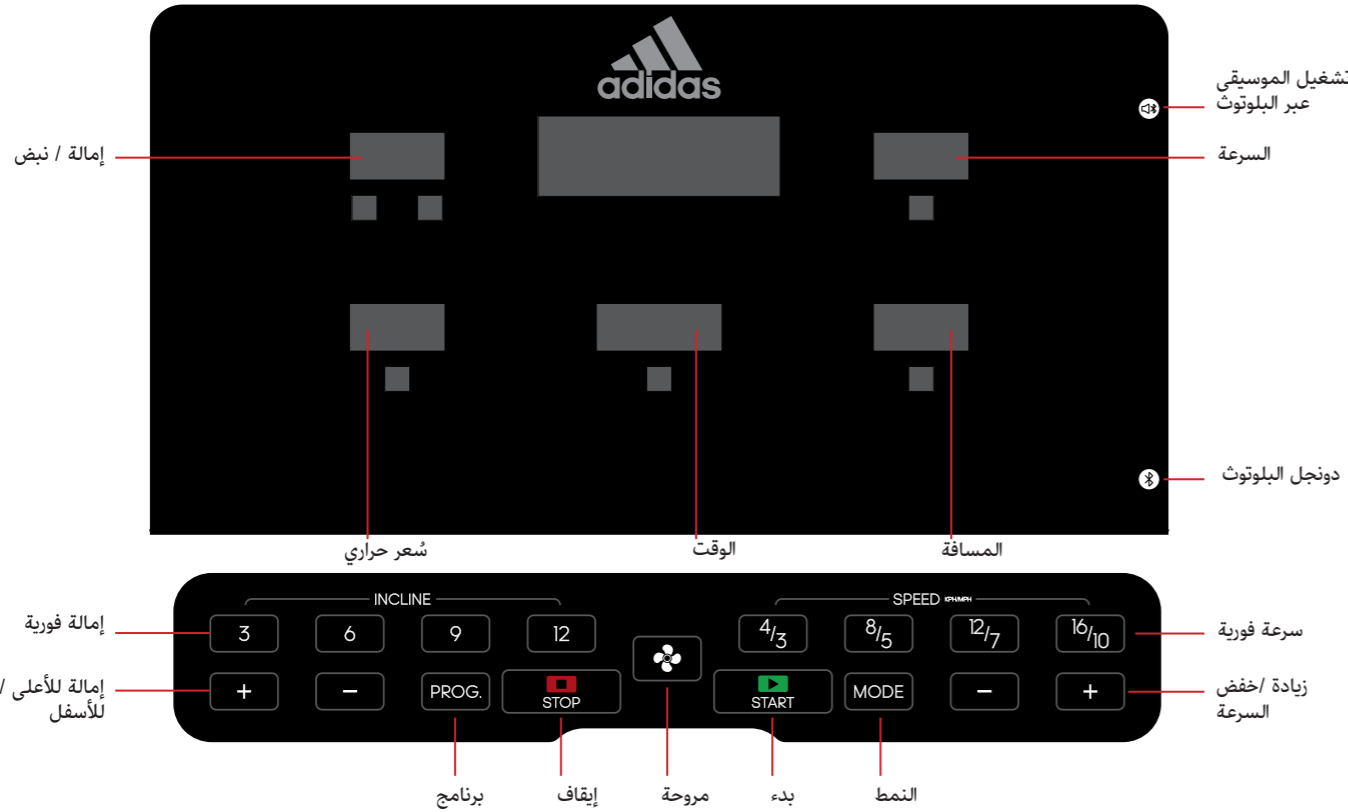 adidas
تشغيل الموسيقى
عبر البلوتوث
إمالة / نبض
السرعة
دونجل البلوتوث
سُعر حراري
الوقت
المسافة
INCLINE
SPEED KPH/MPH
إمالة فورية
3
6
9
12
4/3
8/5
12/7
16/10
سرعة فورية
إمالة للأعلى /
للأسفل
+
−
PROG.
STOP
START
MODE
−
+
زيادة /خفض
السرعة
برنامج
إيقاف
مروحة
بدء
النمط